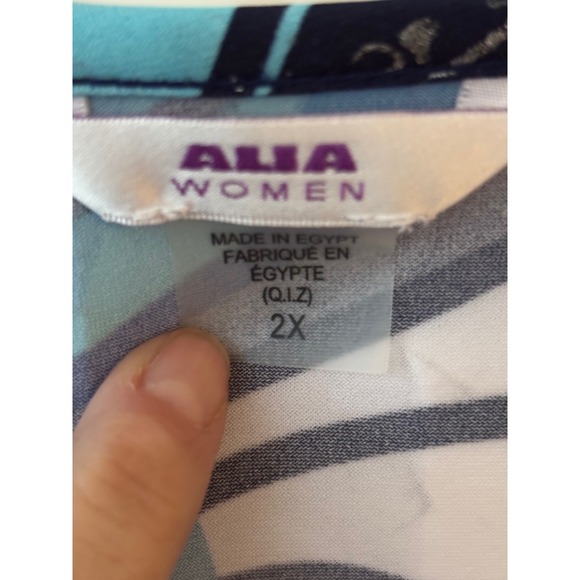 ALIA
WOMEN
MADE IN EGYPT
FABRIQUÉ EN
ÉGYPTE
(Q.I.Z)
2X